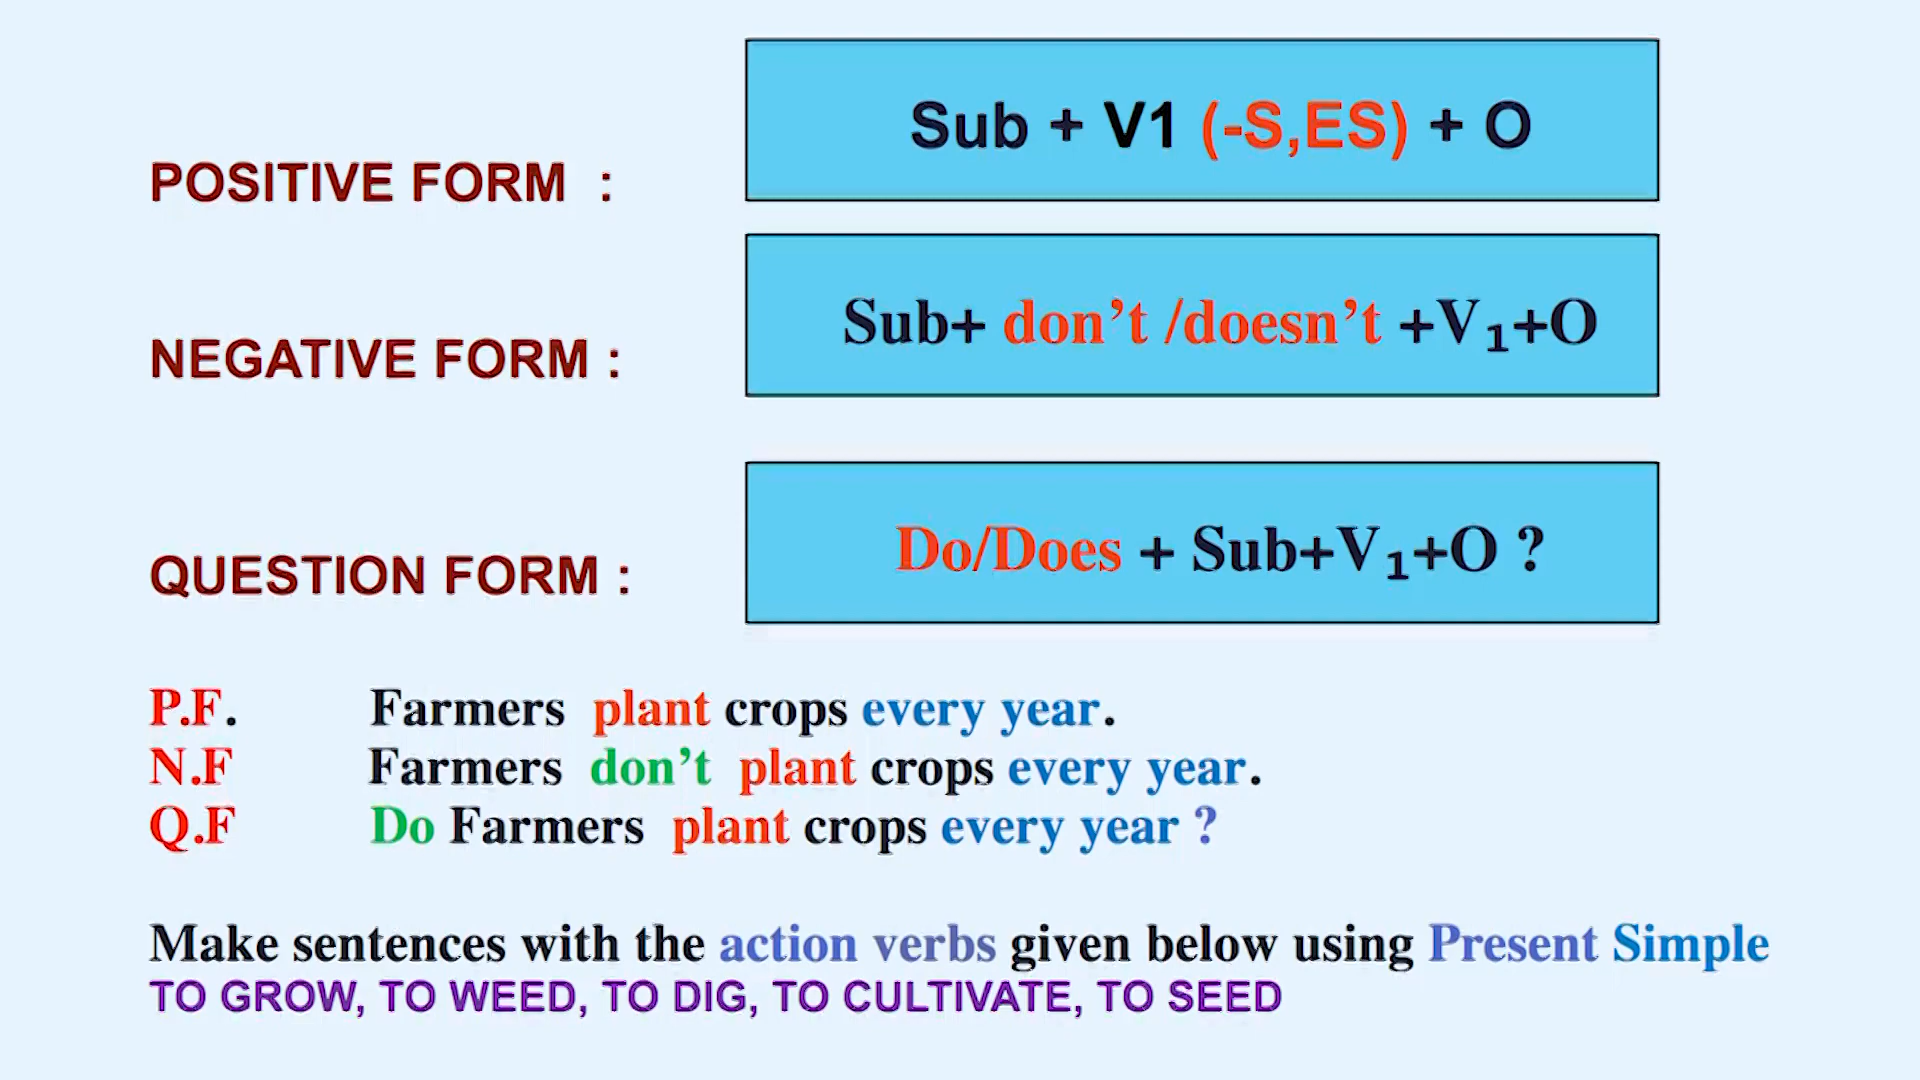 Sub + V1 (-S,ES) + O
POSITIVE FORM :
Sub+ don’t /doesn’t +V₁+O
NEGATIVE FORM :
Do/Does + Sub+V₁+O ?
QUESTION FORM :
P.F. Farmers plant crops every year.
N.F Farmers don’t plant crops every year.
Q.F Do Farmers plant crops every year ?
Make sentences with the action verbs given below using Present Simple
TO GROW, TO WEED, TO DIG, TO CULTIVATE, TO SEED